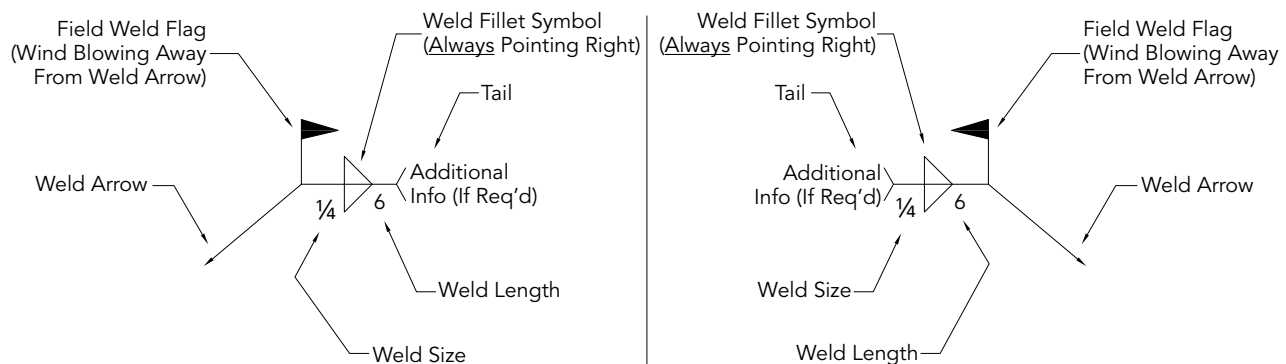 Field Weld Flag
(Wind Blowing Away
From Weld Arrow)
Weld Fillet Symbol
(Always Pointing Right)
Tail
Additional
Info (If Req'd)
Weld Arrow
1/4
6
Weld Length
Weld Size
Weld Fillet Symbol
(Always Pointing Right)
Field Weld Flag
(Wind Blowing Away
From Weld Arrow)
Tail
Additional
Info (If Req'd)
Weld Arrow
1/4
6
Weld Size
Weld Length